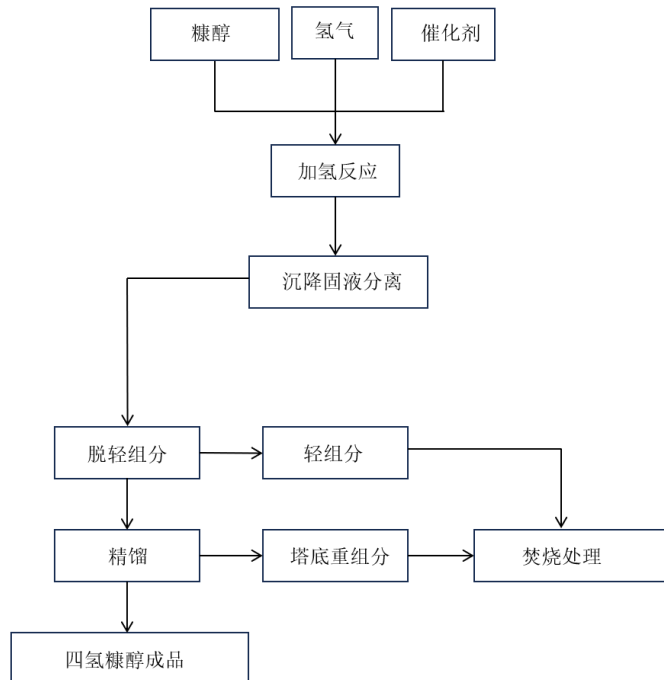 糠醇
氢气
催化剂
加氢反应
沉降固液分离
脱轻组分
轻组分
精馏
塔底重组分
焚烧处理
四氢糠醇成品